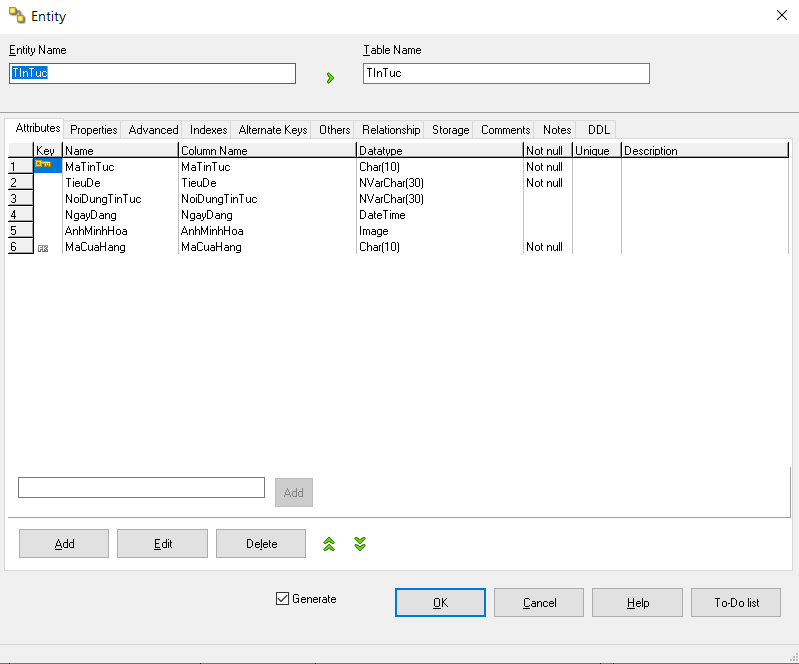 Entity
Entity Name Table Name
TInTuc TInTuc
Attributes Properties Advanced Indexes Alternate Keys Others Relationship Storage Comments Notes DDL
Key Name Column Name Datatype Not null Unique Description
1 MaTinTuc MaTinTuc Char(10) Not null
2 TieuDe TieuDe NVarChar(30) Not null
3 NoiDungTinTuc NoiDungTinTuc NVarChar(30)
4 NgayDang NgayDang DateTime
5 AnhMinhHoa AnhMinhHoa Image
6 FK MaCuaHang MaCuaHang Char(10) Not null
Add
Add Edit Delete
Generate OK Cancel Help To-Do list